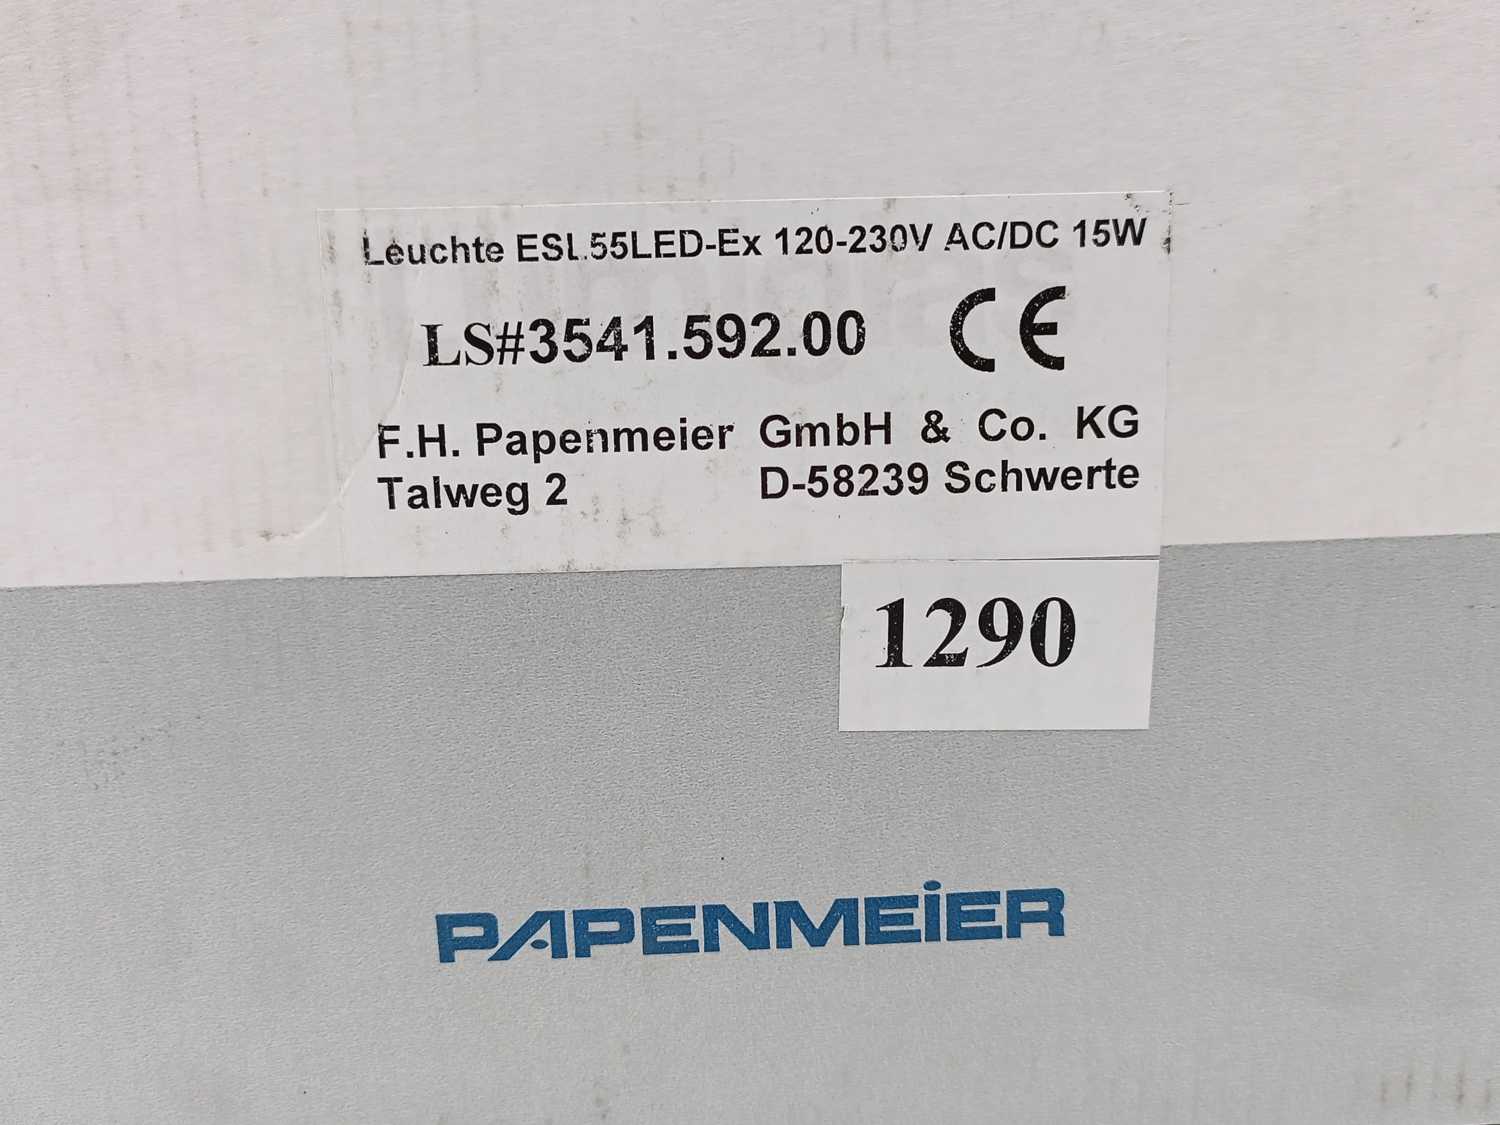 Leuchte ESL55LED-Ex 120-230V AC/DC 15W
LS#3541.592.00 CE
F.H. Papenmeier GmbH & Co. KG
Talweg 2 D-58239 Schwerte
1290
PAPENMEiER